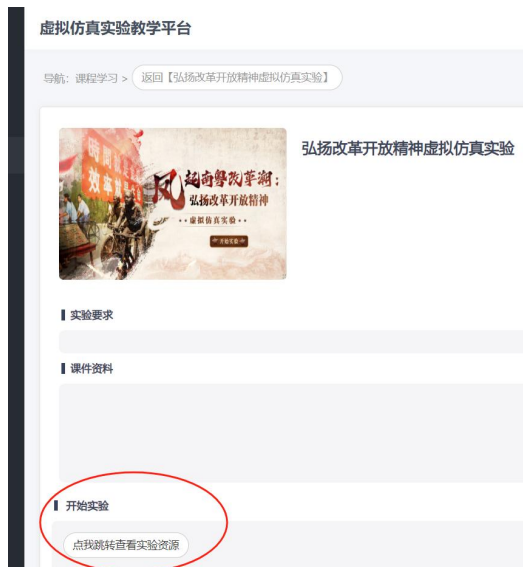 虚拟仿真实验教学平台
导航：课程学习 > 返回【弘扬改革开放精神虚拟仿真实验】
弘扬改革开放精神虚拟仿真实验
时间
效率
风起南粤改革潮：
弘扬改革开放精神
··虚拟仿真实验··
开始实验
实验要求
课件资料
开始实验
点我跳转查看实验资源